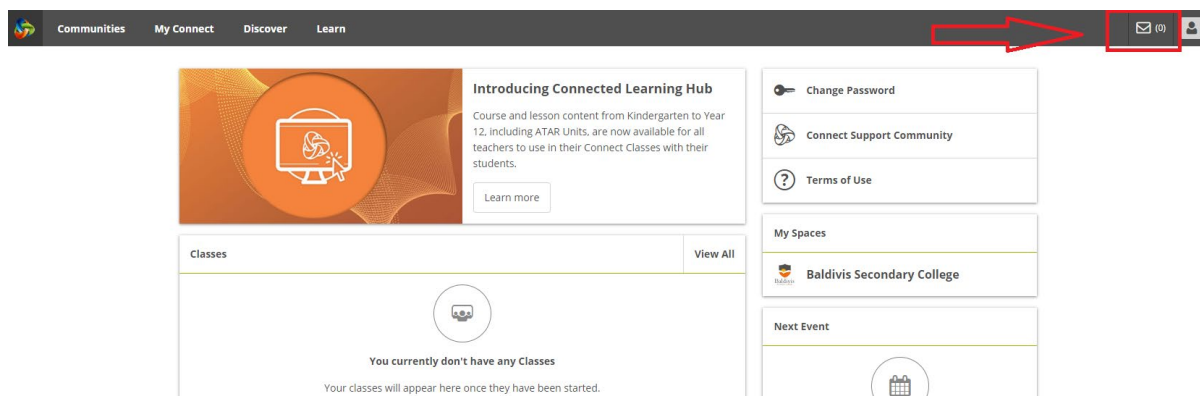 Communities My Connect Discover Learn (0)
Introducing Connected Learning Hub
Course and lesson content from Kindergarten to Year
12, including ATAR Units, are now available for all
teachers to use in their Connect Classes with their
students.
Learn more
Classes View All
You currently don't have any Classes
Your classes will appear here once they have been started.
Change Password
Connect Support Community
? Terms of Use
My Spaces
Baldivis
Baldivis Secondary College
Next Event